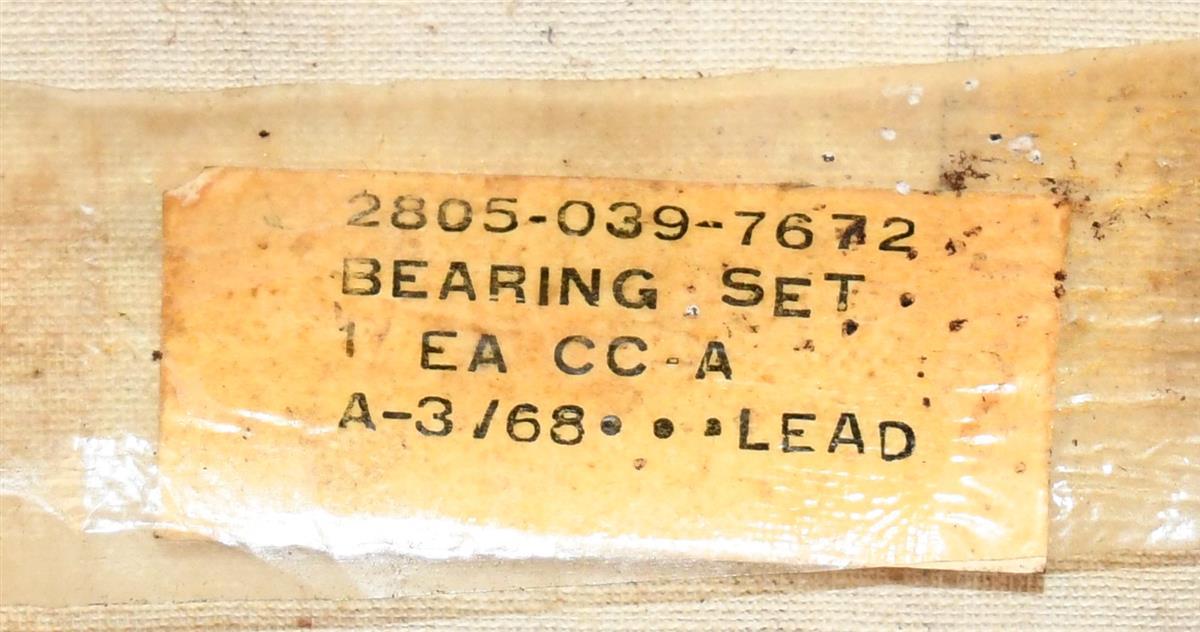 2805-039-7672
BEARING SET.
1 EA CC-A
A-3/68...LEAD